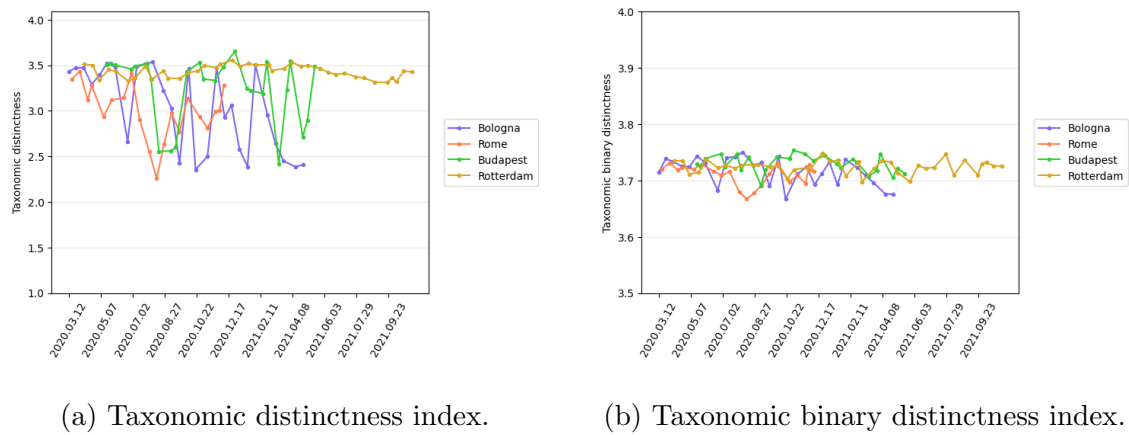 4.0
3.5
3.0
2.5
2.0
1.5
1.0
Taxonomic distinctness
2020.03.12
2020.05.07
2020.07.02
2020.08.27
2020.10.22
2020.12.17
2021.02.11
2021.04.08
2021.06.03
2021.07.29
2021.09.23
Bologna
Rome
Budapest
Rotterdam
(a) Taxonomic distinctness index.
4.0
3.9
3.8
3.7
3.6
3.5
Taxonomic binary distinctness
2020.03.12
2020.05.07
2020.07.02
2020.08.27
2020.10.22
2020.12.17
2021.02.11
2021.04.08
2021.06.03
2021.07.29
2021.09.23
Bologna
Rome
Budapest
Rotterdam
(b) Taxonomic binary distinctness index.